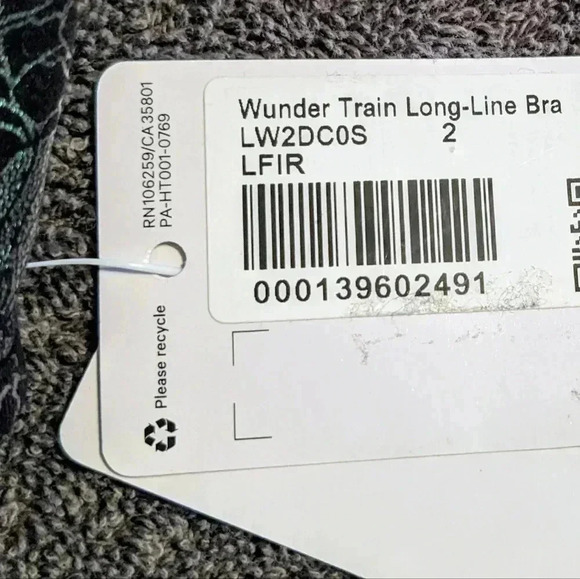 Wunder Train Long-Line Bra
LW2DC0S 2
LFIR
000139602491
RN106259/CA35801
PA-HT001-0769
Please recycle